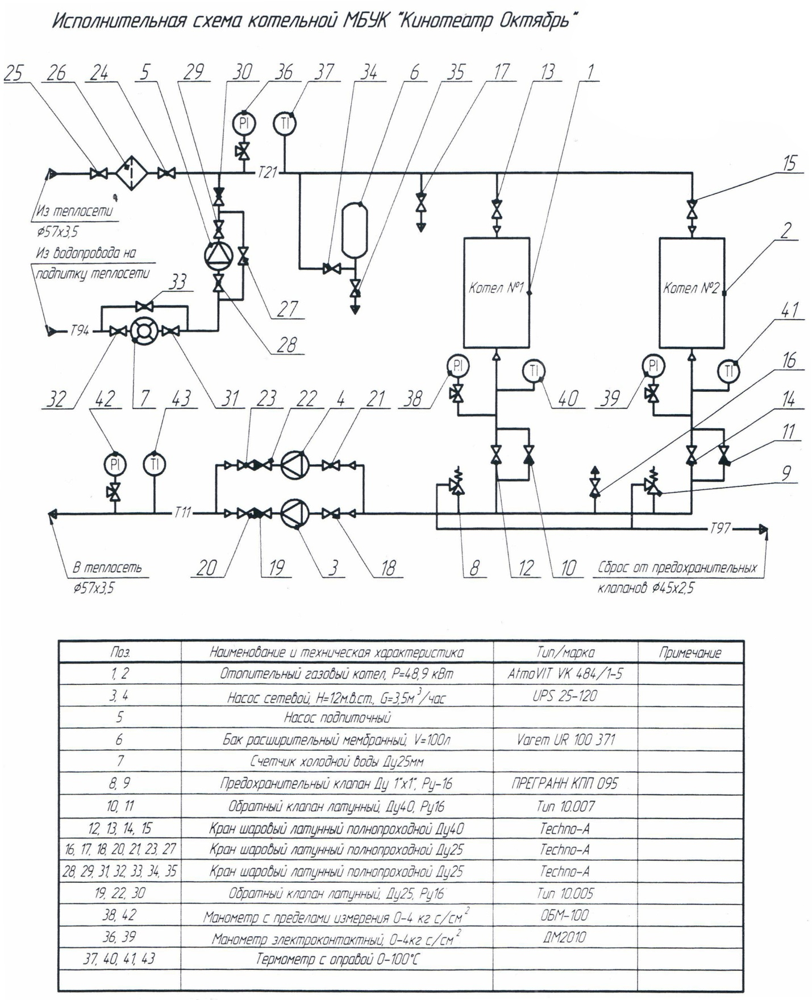 Исполнительная схема котельной МБУК "Кинотеатр Октябрь"
25 26 24 5 29 30 36 37 34 6 35 17 13 1
PI TI
T21
15
Из теплосети
ϕ57х3,5
Из водопровода на
подпитку теплосети
2
Котел №1
Котел №2
33
27
41
T94
28
16
PI TI PI TI
32 42 7 43 31 23 22 4 21 38 40 39 14
11
PI TI
9
T11
T97
В теплосеть
ϕ57х3,5
20 19 3 18 8 12 10
Сброс от предохранительных
клапанов ϕ45х2,5
Поз. Наименование и техническая характеристика Тип/марка Примечание
1, 2 Отопительный газовый котел, Р=48,9 кВт AtmoVIT VK 484/1-5
3, 4 Насос сетевой, Н=12м.в.ст., G=3,5м³/час UPS 25-120
5 Насос подпиточный
6 Бак расширительный мембранный, V=100л Varem UR 100 371
7 Счетчик холодной воды Ду25мм
8, 9 Предохранительный клапан Ду 1"х1", Ру-16 ПРЕГРАНН КПП 095
10, 11 Обратный клапан латунный, Ду40, Ру16 Тип 10.007
12, 13, 14, 15 Кран шаровый латунный полнопроходной Ду40 Techno-A
16, 17, 18, 20, 21, 23, 27 Кран шаровый латунный полнопроходной Ду25 Techno-A
28, 29, 31, 32, 33, 34, 35 Кран шаровый латунный полнопроходной Ду25 Techno-A
19, 22, 30 Обратный клапан латунный, Ду25, Ру16 Тип 10.005
38, 42 Манометр с пределами измерения 0-4 кг с/см² ОБМ-100
36, 39 Манометр электроконтактный, 0-4кг с/см² ДМ2010
37, 40, 41, 43 Термометр с оправой 0-100°С